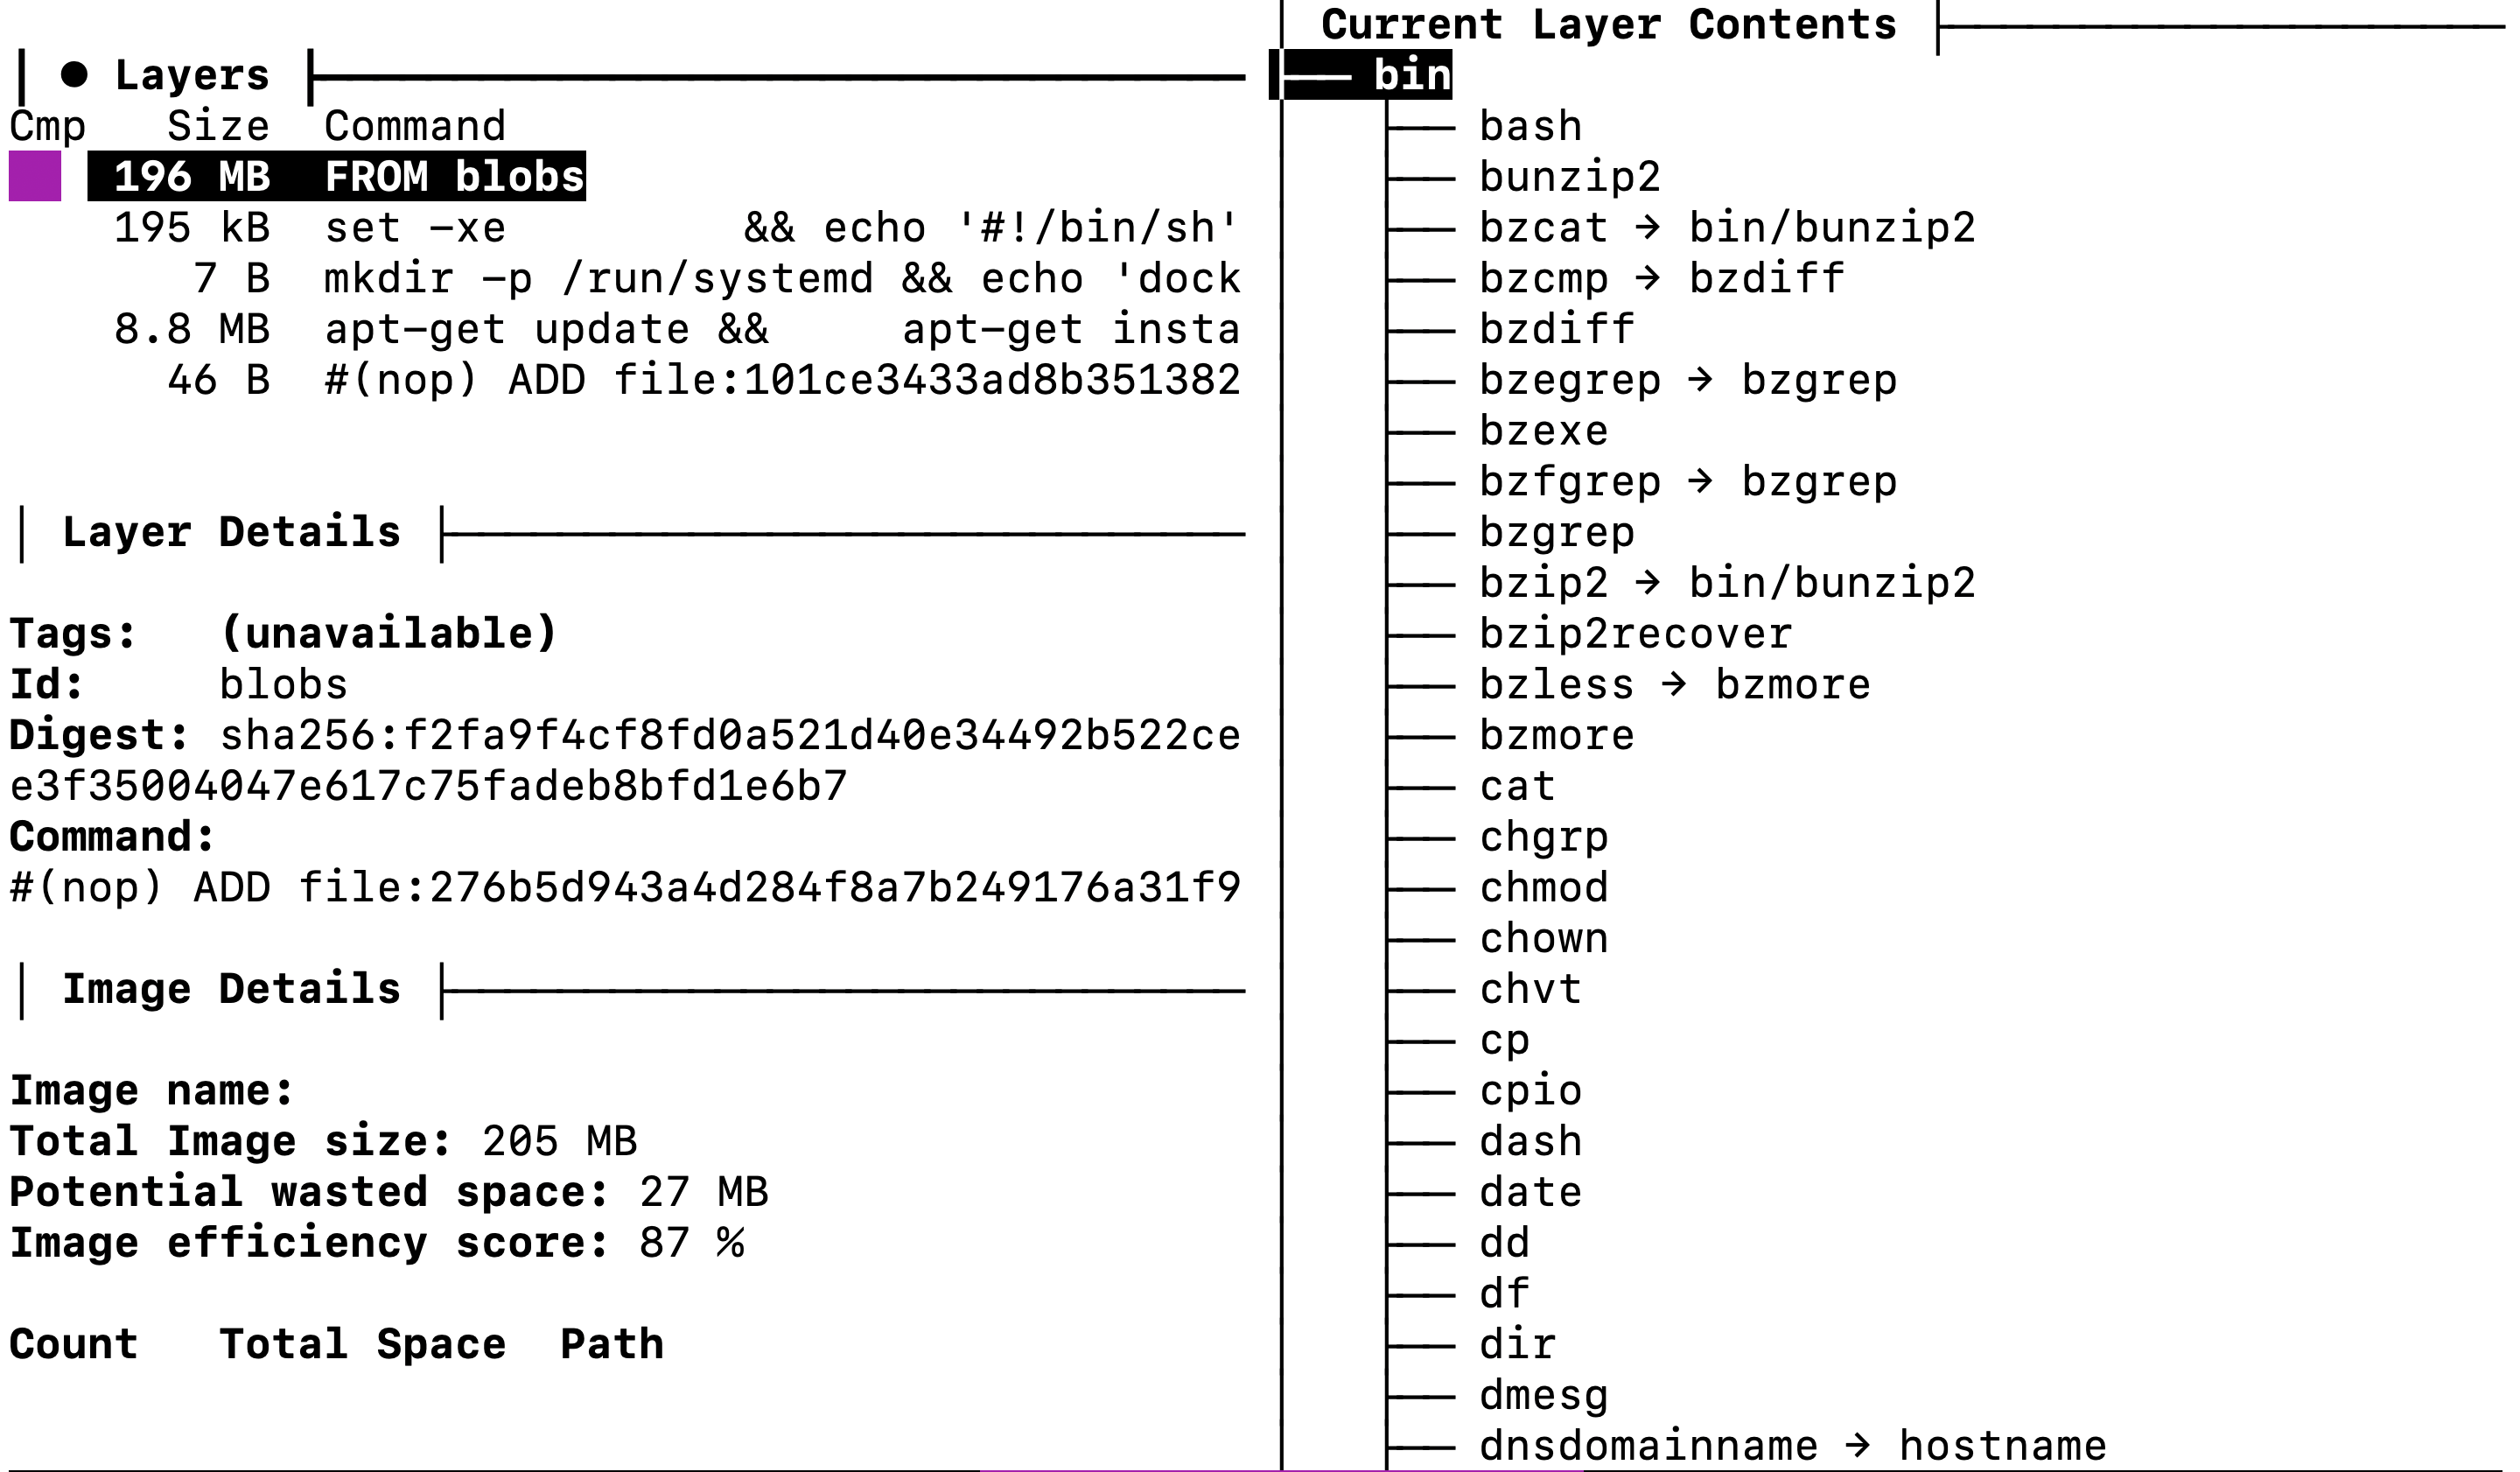 ● Layers
Cmp Size Command
196 MB FROM blobs
195 kB set -xe && echo '#!/bin/sh'
7 B mkdir -p /run/systemd && echo 'dock
8.8 MB apt-get update && apt-get insta
46 B #(nop) ADD file:101ce3433ad8b351382
Layer Details
Tags: (unavailable)
Id: blobs
Digest: sha256:f2fa9f4cf8fd0a521d40e34492b522ce
e3f35004047e617c75fadeb8bfd1e6b7
Command:
#(nop) ADD file:276b5d943a4d284f8a7b249176a31f9
Image Details
Image name:
Total Image size: 205 MB
Potential wasted space: 27 MB
Image efficiency score: 87 %
Count Total Space Path
Current Layer Contents
bin
bash
bunzip2
bzcat → bin/bunzip2
bzcmp → bzdiff
bzdiff
bzegrep → bzgrep
bzexe
bzfgrep → bzgrep
bzgrep
bzip2 → bin/bunzip2
bzip2recover
bzless → bzmore
bzmore
cat
chgrp
chmod
chown
chvt
cp
cpio
dash
date
dd
df
dir
dmesg
dnsdomainname → hostname